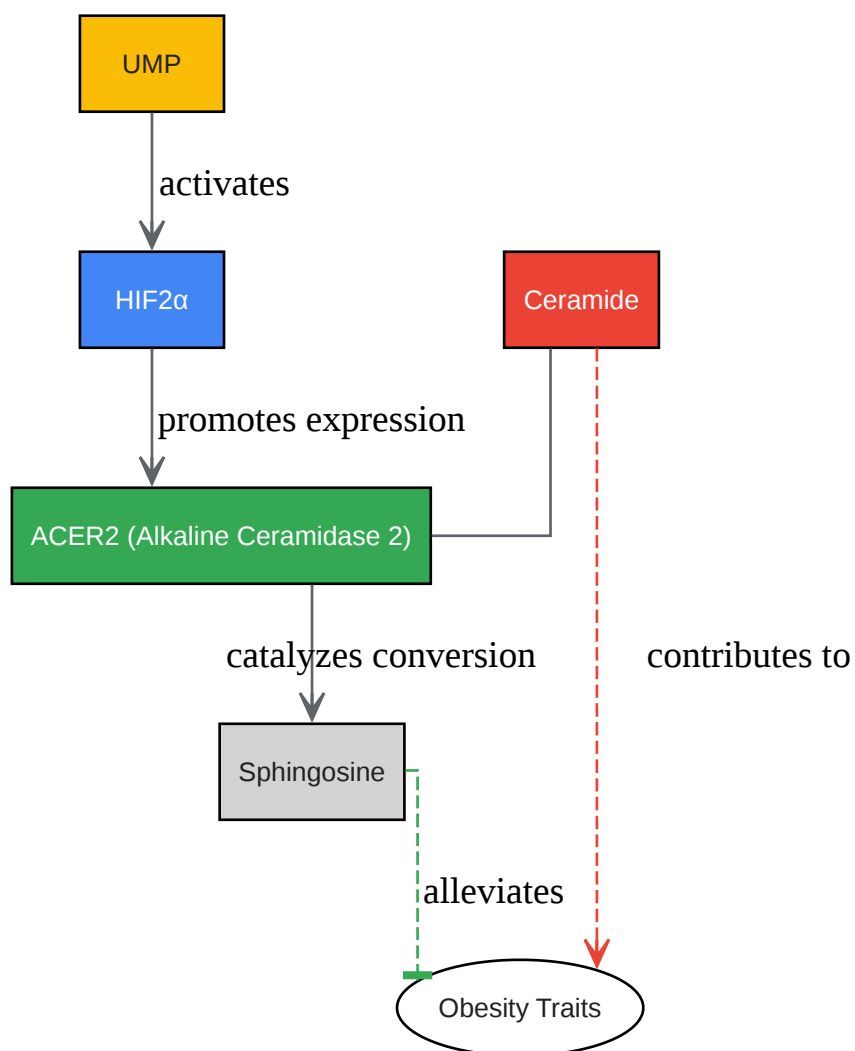 UMP
activates
HIF2α
Ceramide
promotes expression
ACER2 (Alkaline Ceramidase 2)
catalyzes conversion
contributes to
Sphingosine
alleviates
Obesity Traits